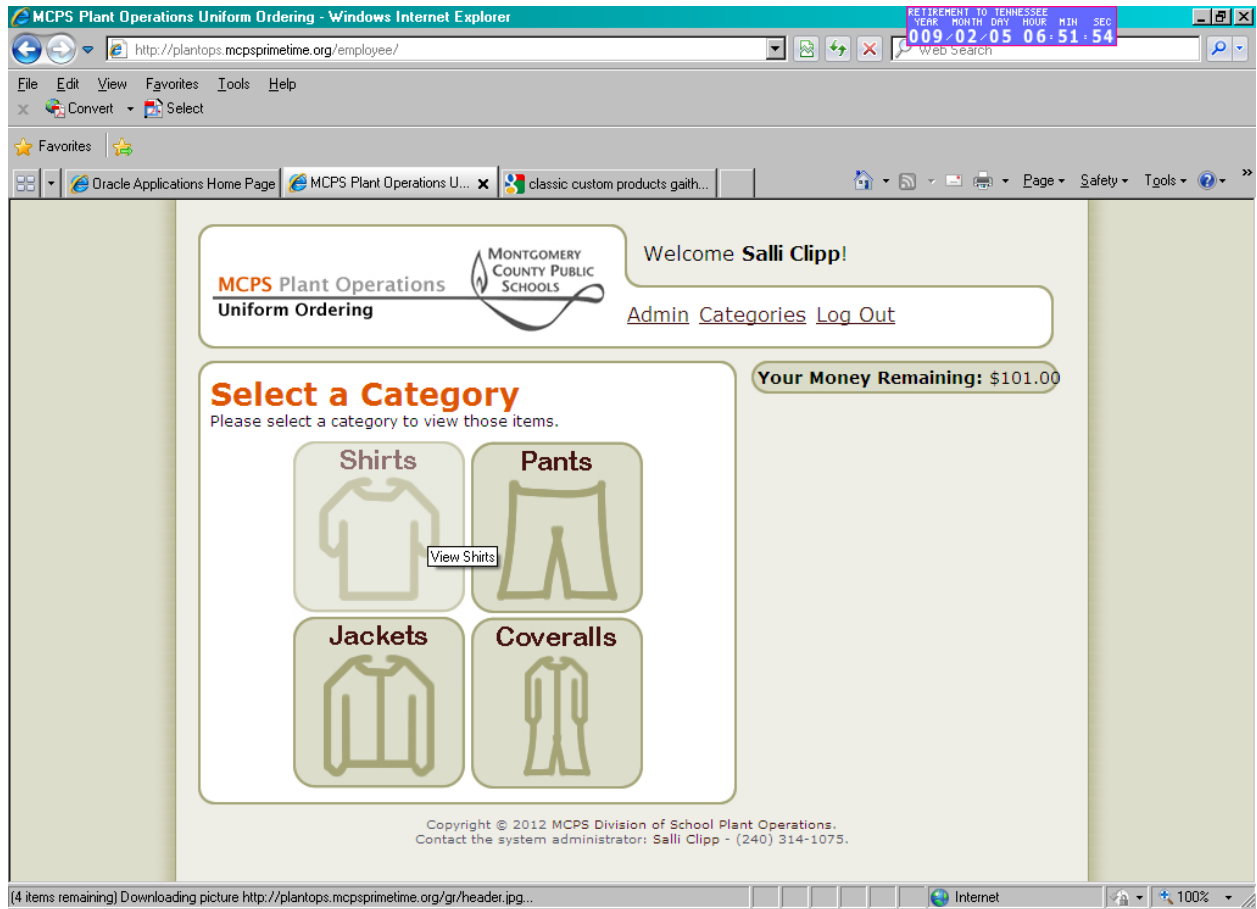 MCPS Plant Operations Uniform Ordering - Windows Internet Explorer
RETIREMENT TO TENNESSEE
YEAR MONTH DAY HOUR MIN SEC
009/02/05 06:51:54
http://plantops.mcpsprimetime.org/employee/
Web Search
File Edit View Favorites Tools Help
Convert Select
Favorites
Oracle Applications Home Page
MCPS Plant Operations U...
classic custom products gaith...
Page Safety Tools
MCPS Plant Operations
Uniform Ordering
MONTGOMERY
COUNTY PUBLIC
SCHOOLS
Welcome Salli Clipp!
Admin Categories Log Out
Select a Category
Please select a category to view those items.
Your Money Remaining: $101.00
Shirts
Pants
View Shirts
Jackets
Coveralls
Copyright © 2012 MCPS Division of School Plant Operations.
Contact the system administrator: Salli Clipp - (240) 314-1075.
(4 items remaining) Downloading picture http://plantops.mcpsprimetime.org/gr/header.jpg...
Internet
100%